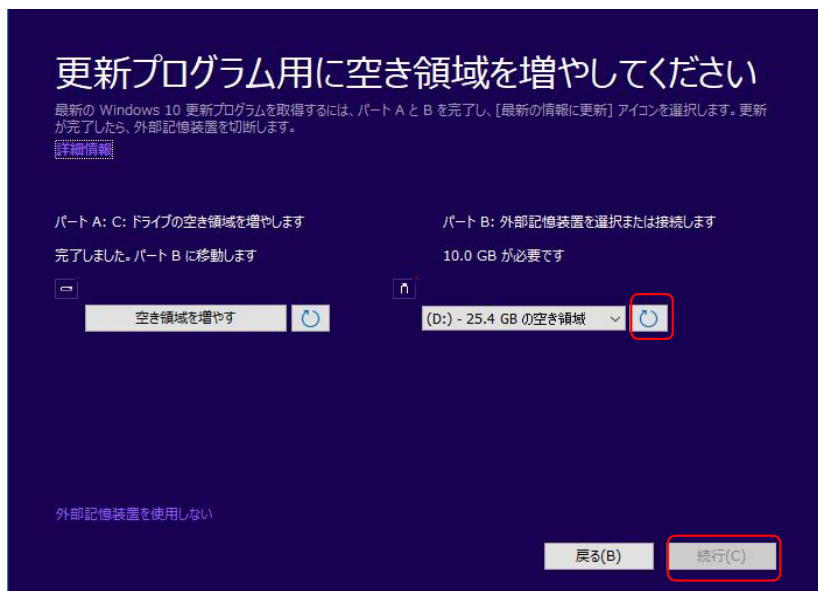 更新プログラム用に空き領域を増やしてください
最新の Windows 10 更新プログラムを取得するには、パート A と B を完了し、[最新の情報に更新] アイコンを選択します。更新
が完了したら、外部記憶装置を切断します。
詳細情報
パート A: C: ドライブの空き領域を増やします
完了しました。パート B に移動します
空き領域を増やす
パート B: 外部記憶装置を選択または接続します
10.0 GB が必要です
(D:) - 25.4 GB の空き領域
外部記憶装置を使用しない
戻る(B)
続行(C)